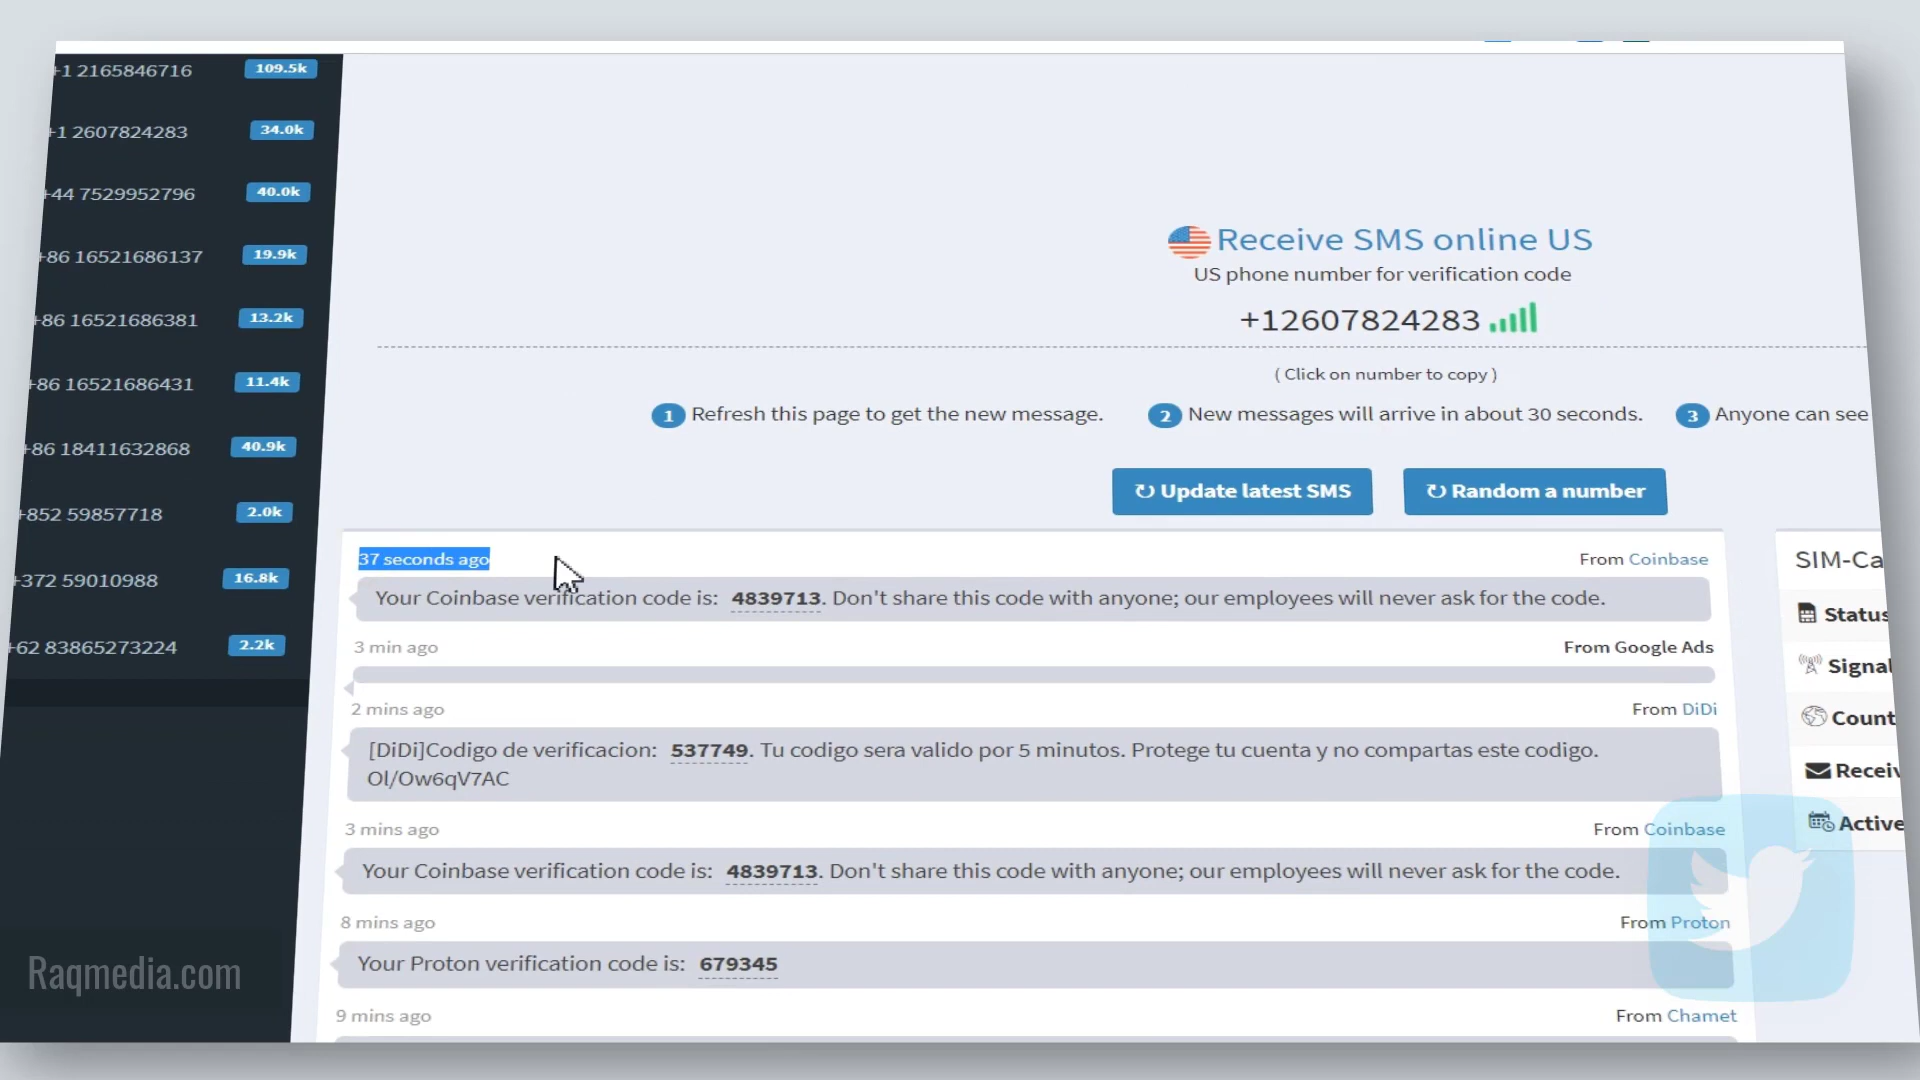 +1 2165846716 109.5k
+1 2607824283 34.0k
+44 7529952796 40.0k
+86 16521686137 19.9k
+86 16521686381 13.2k
+86 16521686431 11.4k
+86 18411632868 40.9k
+852 59857718 2.0k
+372 59010988 16.8k
+62 83865273224 2.2k
Raqmedia.com
Receive SMS online US
US phone number for verification code
+12607824283
( Click on number to copy )
1 Refresh this page to get the new message. 2 New messages will arrive in about 30 seconds. 3 Anyone can see
Update latest SMS Random a number
37 seconds ago From Coinbase
Your Coinbase verification code is: 4839713. Don't share this code with anyone; our employees will never ask for the code.
3 min ago From Google Ads
2 mins ago From DiDi
[DiDi]Codigo de verificacion: 537749. Tu codigo sera valido por 5 minutos. Protege tu cuenta y no compartas este codigo.
Ol/Ow6qV7AC
3 mins ago From Coinbase
Your Coinbase verification code is: 4839713. Don't share this code with anyone; our employees will never ask for the code.
8 mins ago From Proton
Your Proton verification code is: 679345
9 mins ago From Chamet
SIM-Ca
Status
Signal
Count
Receiv
Active